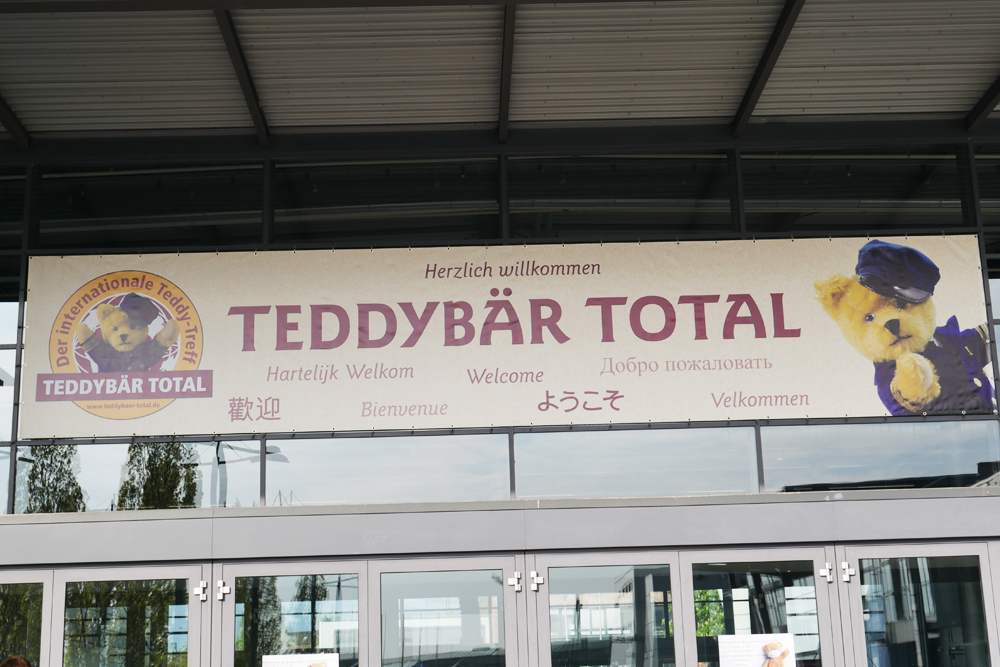 Der internationale Teddy-Treff
TEDDYBÄR TOTAL
www.teddybaer-total.de
Herzlich willkommen
TEDDYBÄR TOTAL
Hartelijk Welkom
Welcome
Добро пожаловать
歡迎
Bienvenue
ようこそ
Velkommen